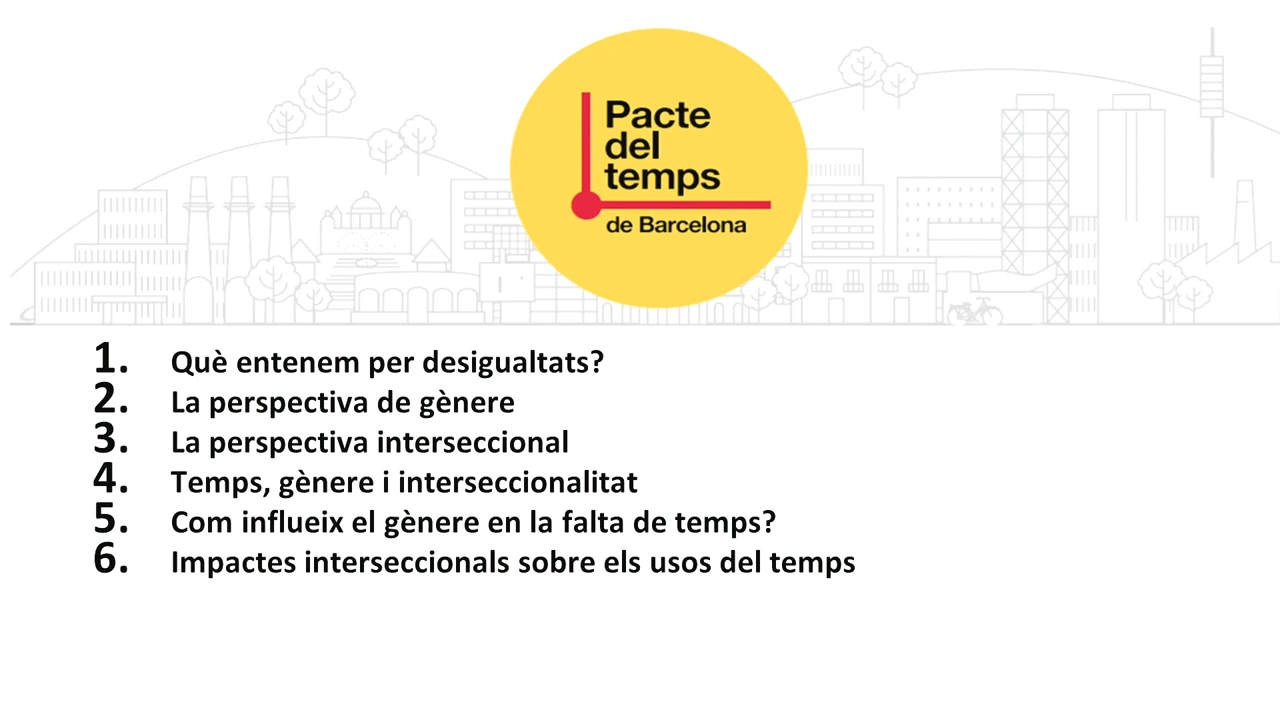 Pacte
del
temps
de Barcelona
1. Què entenem per desigualtats?
2. La perspectiva de gènere
3. La perspectiva interseccional
4. Temps, gènere i interseccionalitat
5. Com influeix el gènere en la falta de temps?
6. Impactes interseccionals sobre els usos del temps